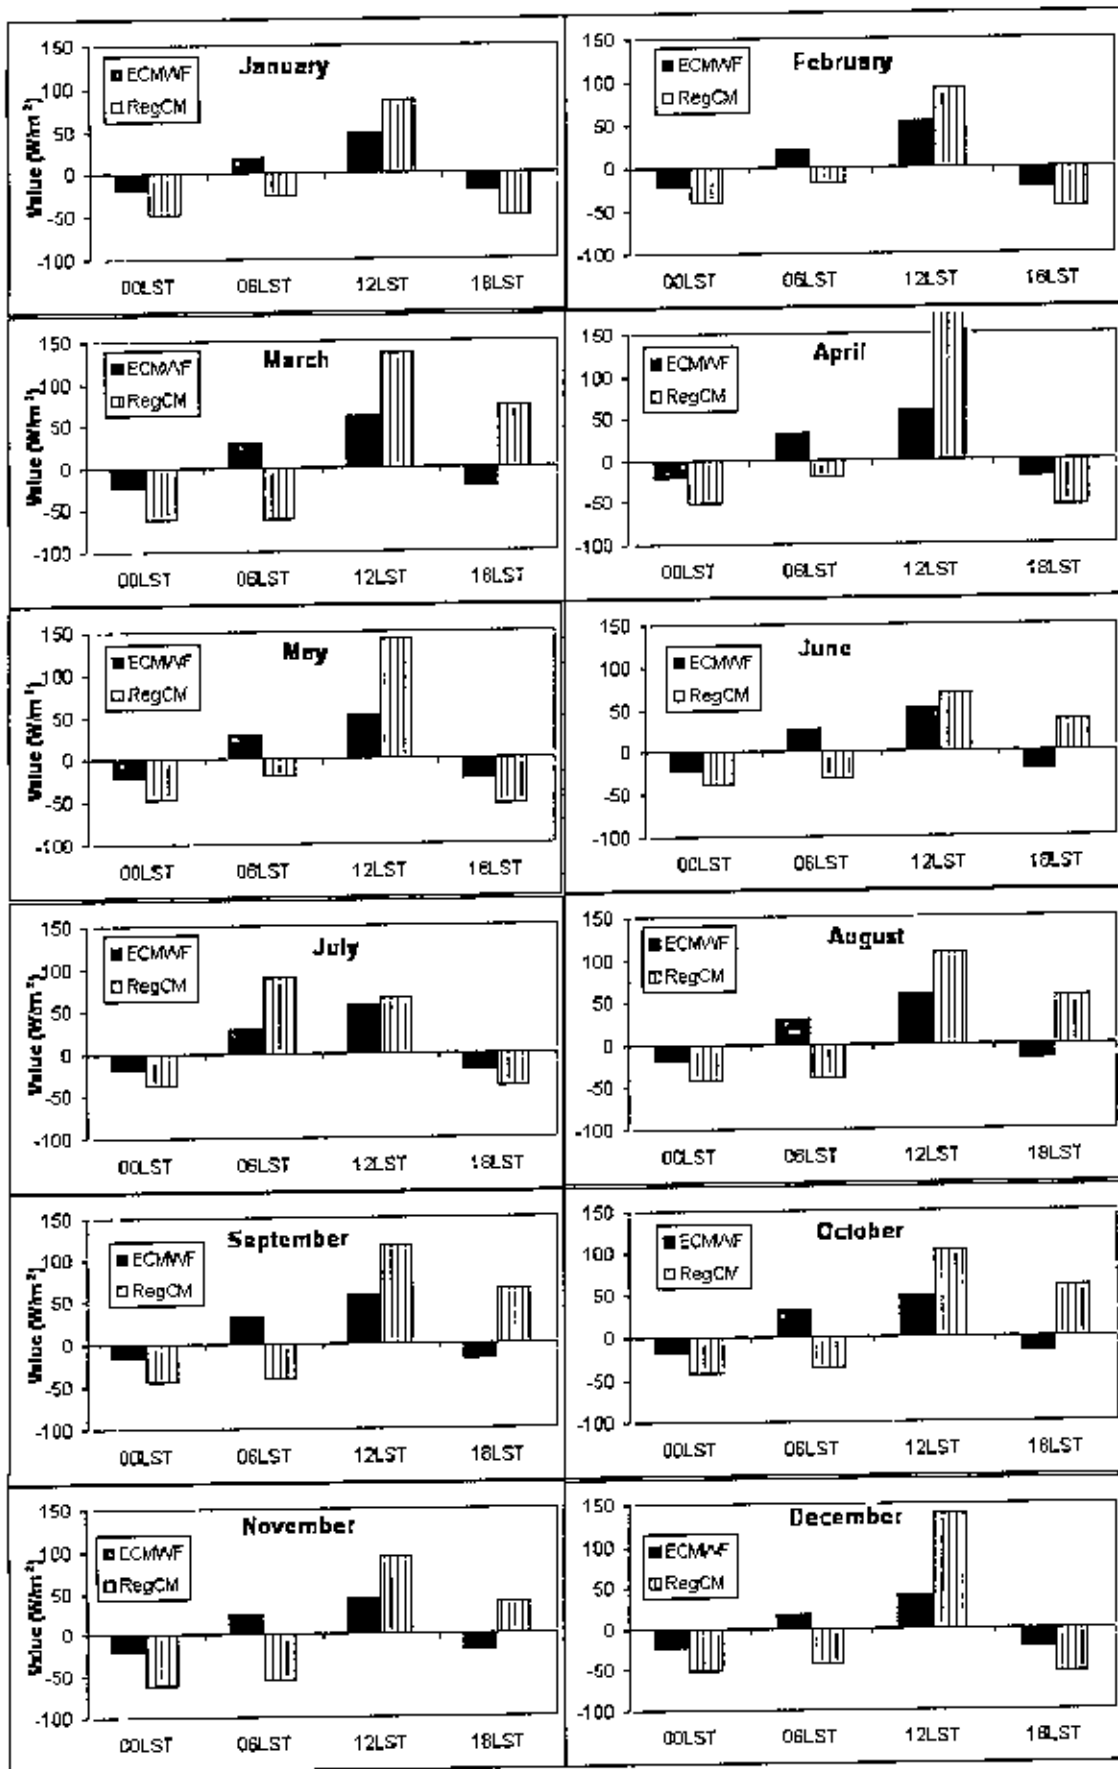 January
ECMWF
RegCM
Value (W/m²)
150
100
50
0
-50
-100
00LST
06LST
12LST
18LST
February
ECMWF
RegCM
150
100
50
0
-50
-100
00LST
06LST
12LST
18LST
March
ECMWF
RegCM
Value (W/m²)
150
100
50
0
-50
-100
00LST
06LST
12LST
18LST
April
ECMWF
RegCM
150
100
50
0
-50
-100
00LST
06LST
12LST
18LST
May
ECMWF
RegCM
Value (W/m²)
150
100
50
0
-50
-100
00LST
06LST
12LST
18LST
June
ECMWF
RegCM
150
100
50
0
-50
-100
00LST
06LST
12LST
18LST
July
ECMWF
RegCM
Value (W/m²)
150
100
50
0
-50
-100
00LST
06LST
12LST
18LST
August
ECMWF
RegCM
150
100
50
0
-50
-100
00LST
06LST
12LST
18LST
September
ECMWF
RegCM
Value (W/m²)
150
100
50
0
-50
-100
00LST
06LST
12LST
18LST
October
ECMWF
RegCM
150
100
50
0
-50
-100
00LST
06LST
12LST
18LST
November
ECMWF
RegCM
Value (W/m²)
150
100
50
0
-50
-100
00LST
06LST
12LST
18LST
December
ECMWF
RegCM
150
100
50
0
-50
-100
00LST
06LST
12LST
18LST